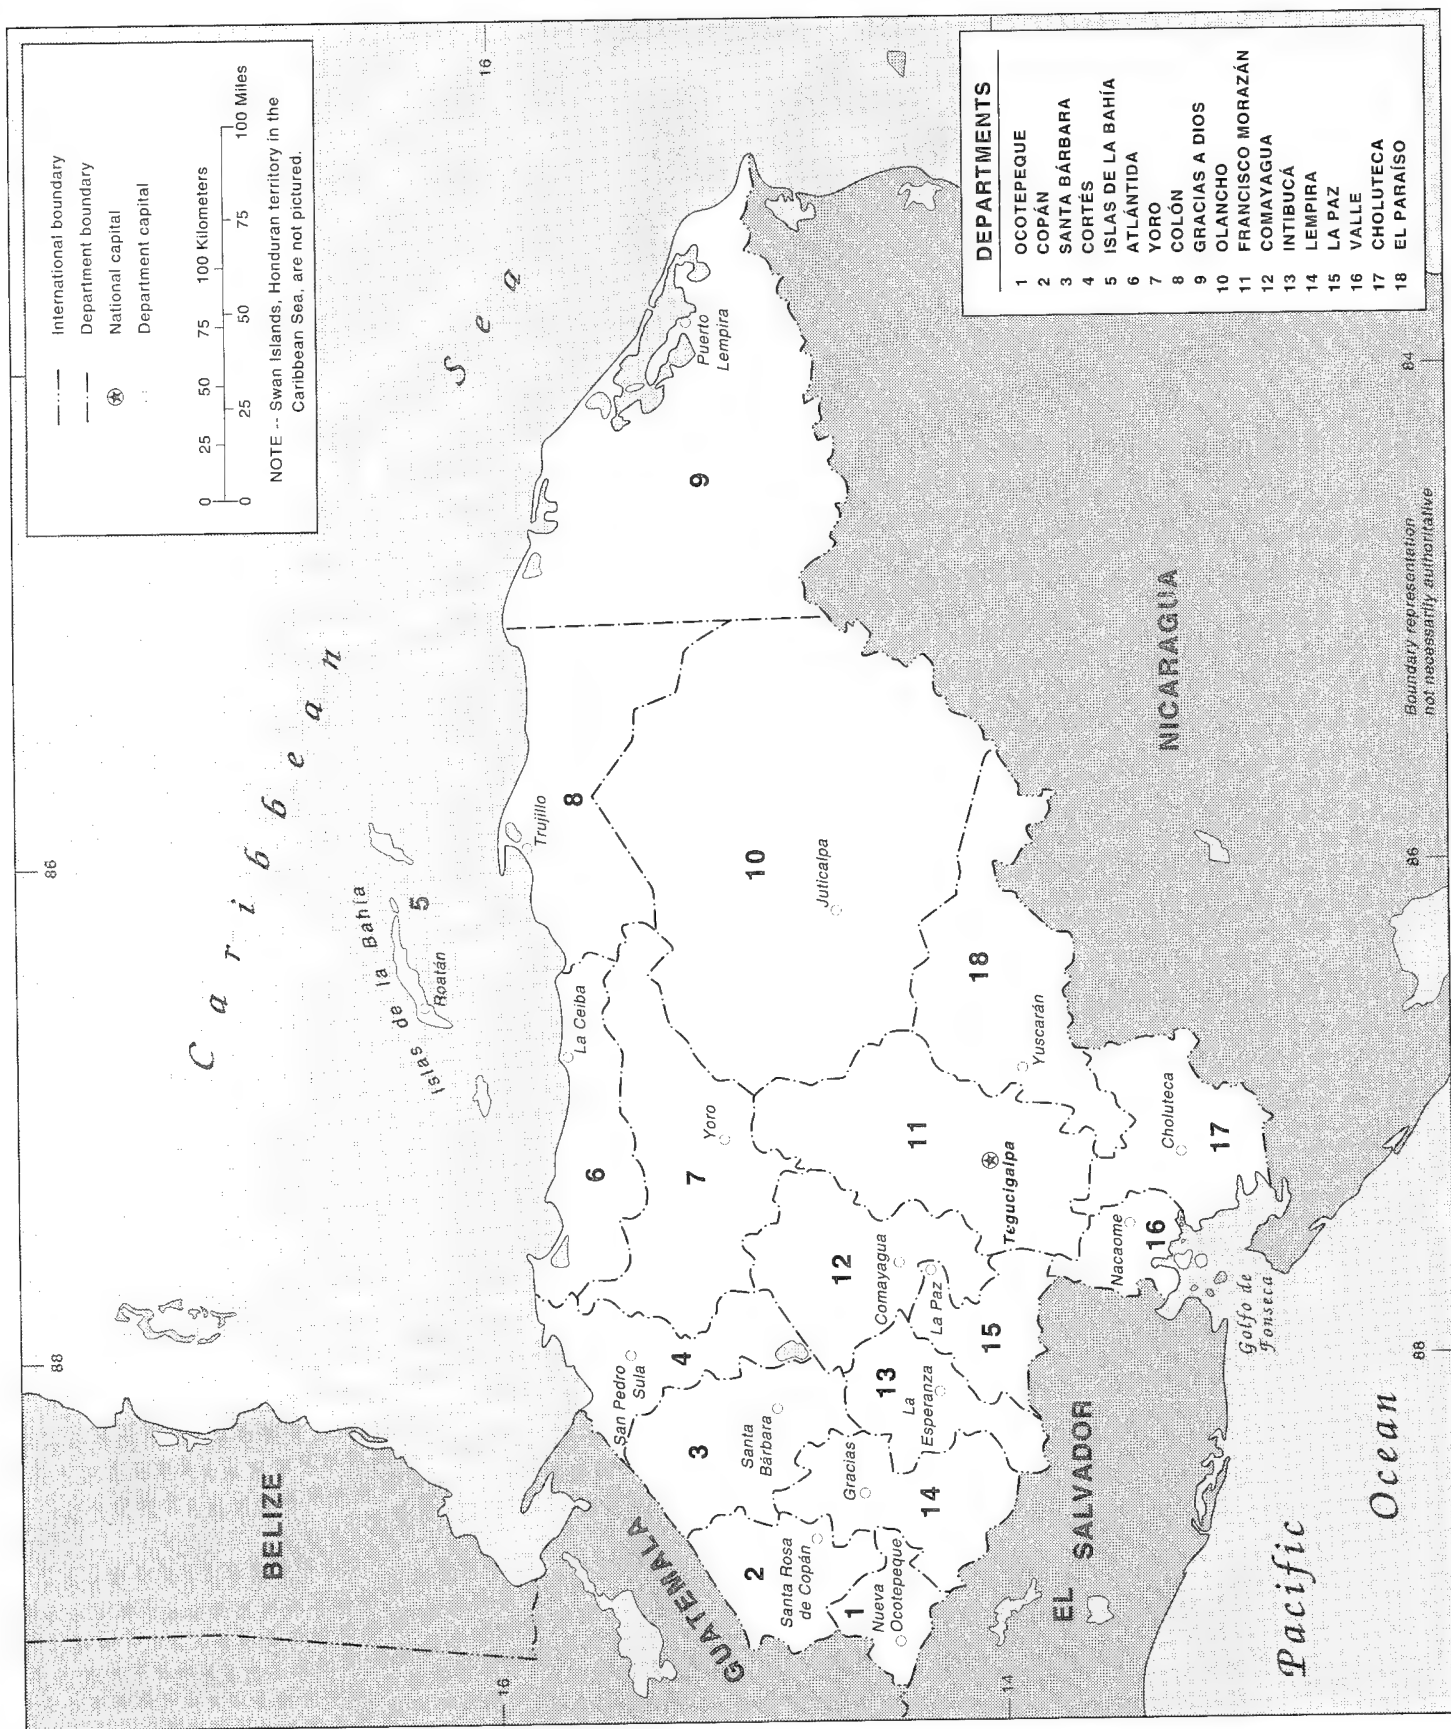 International boundary
Department boundary
National capital
Department capital
0 25 50 75 100 Kilometers
0 25 50 75 100 Miles
NOTE -- Swan Islands, Honduran territory in the
Caribbean Sea, are not pictured.
88
86
16
16
14
84
86
88
Caribbean Sea
Islas de la Bahía
5
Roatán
BELIZE
GUATEMALA
EL
SALVADOR
NICARAGUA
Pacific
Ocean
Golfo de
Fonseca
San Pedro
Sula
4
La Ceiba
6
Trujillo
8
9
Puerto
Lempira
3
Santa
Bárbara
7
Yoro
10
Juticalpa
2
Santa Rosa
de Copán
1
Nueva
Ocotepeque
Gracias
14
13
La
Esperanza
12
Comayagua
La Paz
15
11
Tegucigalpa
18
Yuscarán
Nacaome
16
Choluteca
17
DEPARTMENTS
1 OCOTEPEQUE
2 COPÁN
3 SANTA BÁRBARA
4 CORTÉS
5 ISLAS DE LA BAHÍA
6 ATLÁNTIDA
7 YORO
8 COLÓN
9 GRACIAS A DIOS
10 OLANCHO
11 FRANCISCO MORAZÁN
12 COMAYAGUA
13 INTIBUCÁ
14 LEMPIRA
15 LA PAZ
16 VALLE
17 CHOLUTECA
18 EL PARAÍSO
Boundary representation
not necessarily authoritative